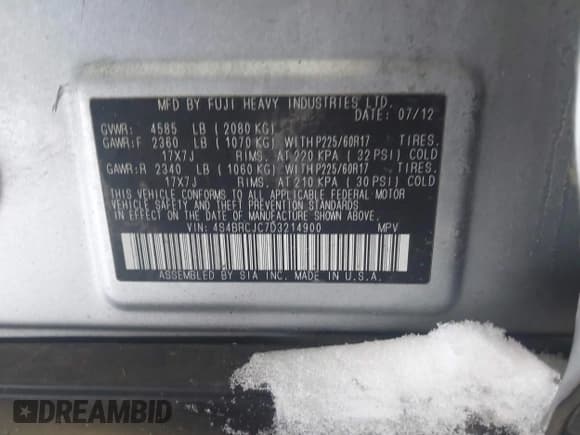 MFD BY FUJI HEAVY INDUSTRIES LTD.
DATE: 07/12
GVWR: 4585 LB (2080 KG)
GAWR:F 2360 LB (1070 KG) WITH P225/60R17 TIRES.
17X7J RIMS. AT 220 KPA (32 PSI) COLD
GAWR:R 2340 LB (1060 KG) WITH P225/60R17 TIRES.
17X7J RIMS. AT 210 KPA (30 PSI) COLD
THIS VEHICLE CONFORMS TO ALL APPLICABLE FEDERAL MOTOR
VEHICLE SAFETY AND THEFT PREVENTION STANDARDS IN EFFECT ON
THE DATE OF MANUFACTURE SHOWN ABOVE.
VIN: 4S4BRCJC7D3214900 MPV
ASSEMBLED BY SIA INC. MADE IN U.S.A.
DREAMBID